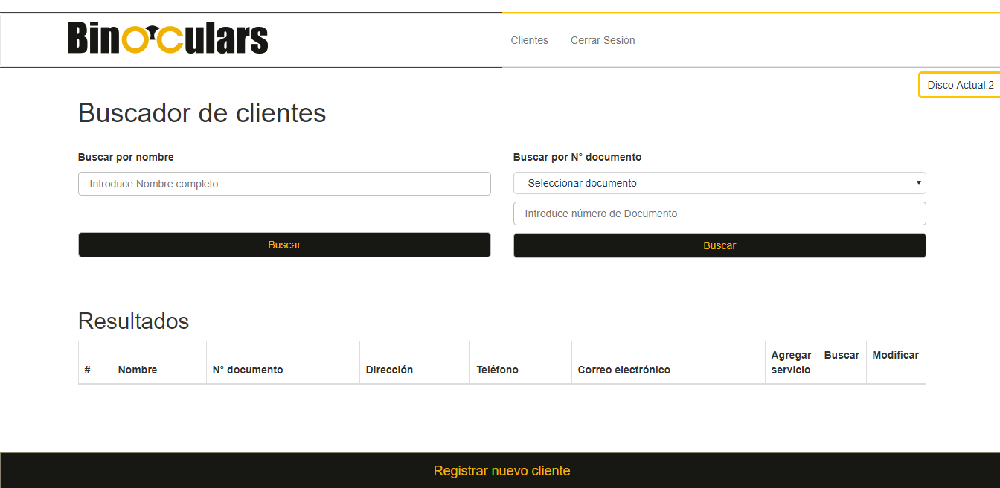 Binoculars
Clientes Cerrar Sesión
Disco Actual:2
Buscador de clientes
Buscar por nombre
Introduce Nombre completo
Buscar
Buscar por N° documento
Seleccionar documento
Introduce número de Documento
Buscar
Resultados
# Nombre N° documento Dirección Teléfono Correo electrónico Agregar servicio Buscar Modificar
Registrar nuevo cliente